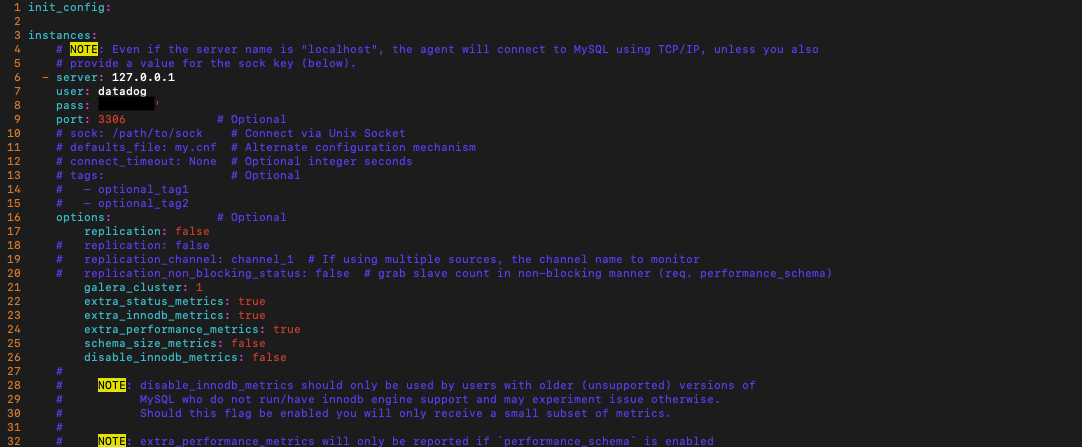 1 init_config:
2
3 instances:
4     # NOTE: Even if the server name is "localhost", the agent will connect to MySQL using TCP/IP, unless you also
5     # provide a value for the sock key (below).
6   - server: 127.0.0.1
7     user: datadog
8     pass: '
9     port: 3306             # Optional
10     # sock: /path/to/sock    # Connect via Unix Socket
11     # defaults_file: my.cnf  # Alternate configuration mechanism
12     # connect_timeout: None  # Optional integer seconds
13     # tags:                  # Optional
14     #   - optional_tag1
15     #   - optional_tag2
16     options:               # Optional
17         replication: false
18     #   replication: false
19     #   replication_channel: channel_1  # If using multiple sources, the channel name to monitor
20     #   replication_non_blocking_status: false  # grab slave count in non-blocking manner (req. performance_schema)
21         galera_cluster: 1
22         extra_status_metrics: true
23         extra_innodb_metrics: true
24         extra_performance_metrics: true
25         schema_size_metrics: false
26         disable_innodb_metrics: false
27     #
28     #     NOTE: disable_innodb_metrics should only be used by users with older (unsupported) versions of
29     #           MySQL who do not run/have innodb engine support and may experiment issue otherwise.
30     #           Should this flag be enabled you will only receive a small subset of metrics.
31     #
32     #     NOTE: extra_performance_metrics will only be reported if `performance_schema` is enabled